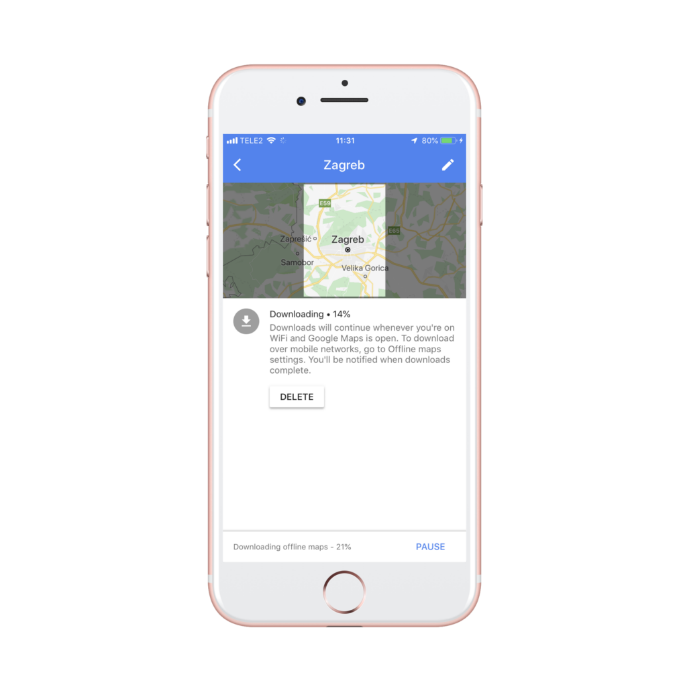 TELE2 11:31 80%
Zagreb
E59
E65
Zaprešić
Zagreb
Samobor
Velika Gorica
Downloading • 14%
Downloads will continue whenever you're on
WiFi and Google Maps is open. To download
over mobile networks, go to Offline maps
settings. You'll be notified when downloads
complete.
DELETE
Downloading offline maps - 21% PAUSE